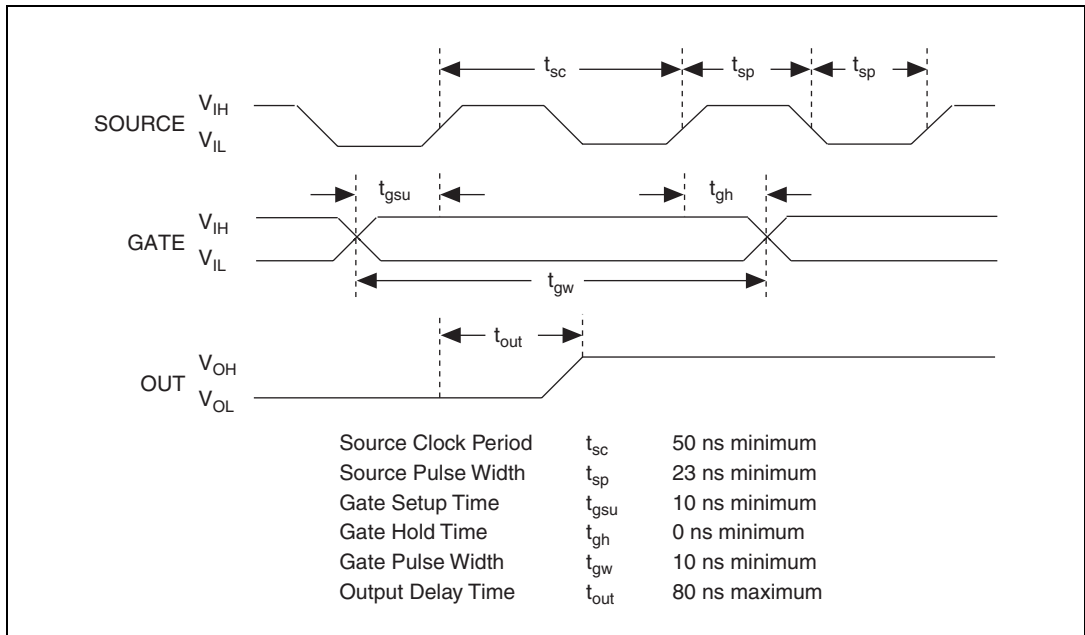 t_sc t_sp t_sp
SOURCE V_IH
V_IL
t_gsu t_gh
GATE V_IH
V_IL
t_gw
t_out
OUT V_OH
V_OL
Source Clock Period t_sc 50 ns minimum
Source Pulse Width t_sp 23 ns minimum
Gate Setup Time t_gsu 10 ns minimum
Gate Hold Time t_gh 0 ns minimum
Gate Pulse Width t_gw 10 ns minimum
Output Delay Time t_out 80 ns maximum